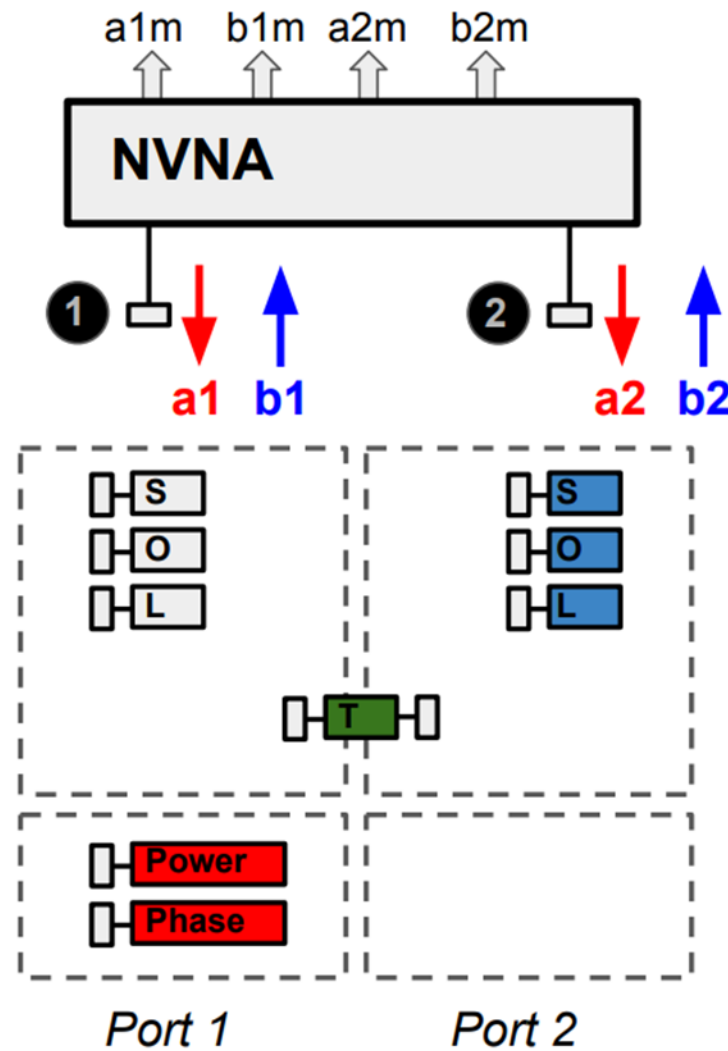 a1m b1m a2m b2m
NVNA
1 2
a1 b1 a2 b2
S S
O O
L L
T
Power
Phase
Port 1 Port 2